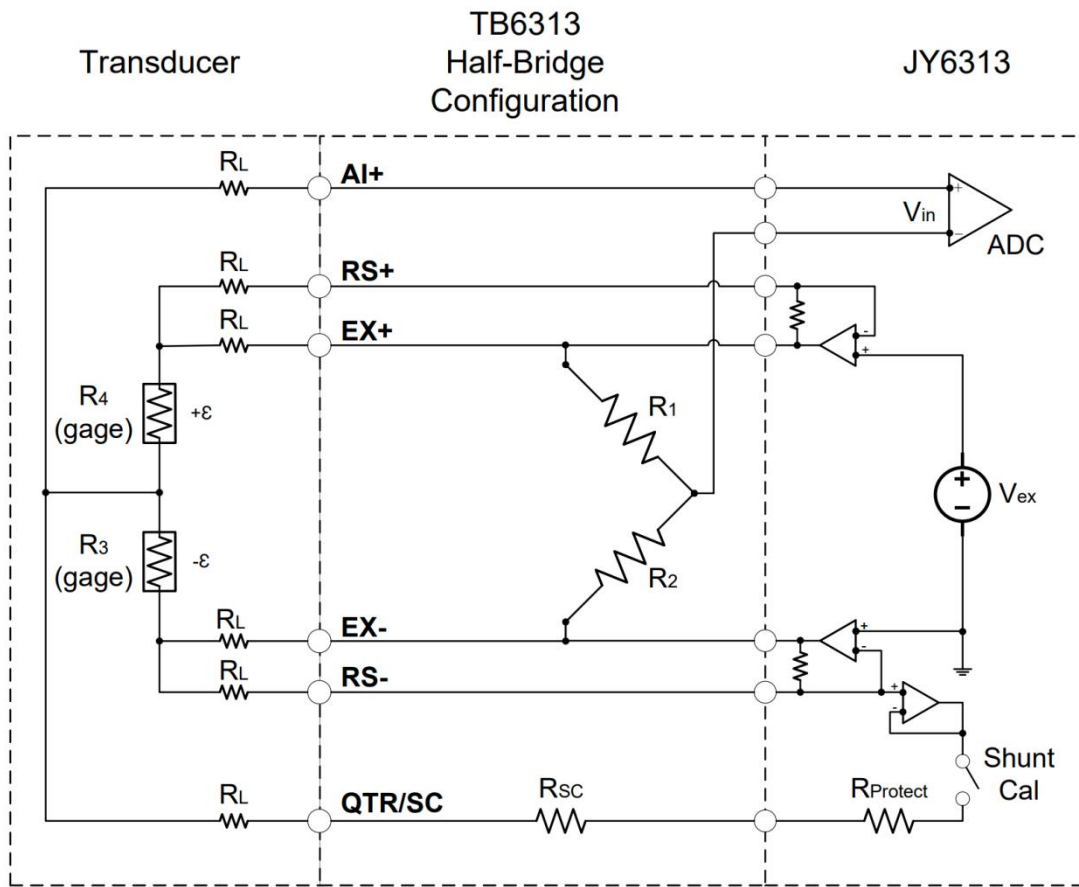 TB6313
Transducer
Half-Bridge
JY6313
Configuration
RL
AI+
Vin
+
−
ADC
RL
RS+
RL
EX+
-
+
R4
(gage)
+ε
R1
+
−
Vex
R3
(gage)
-ε
R2
RL
EX-
+
-
RL
RS-
+
-
Shunt
Cal
RL
QTR/SC
RSC
RProtect